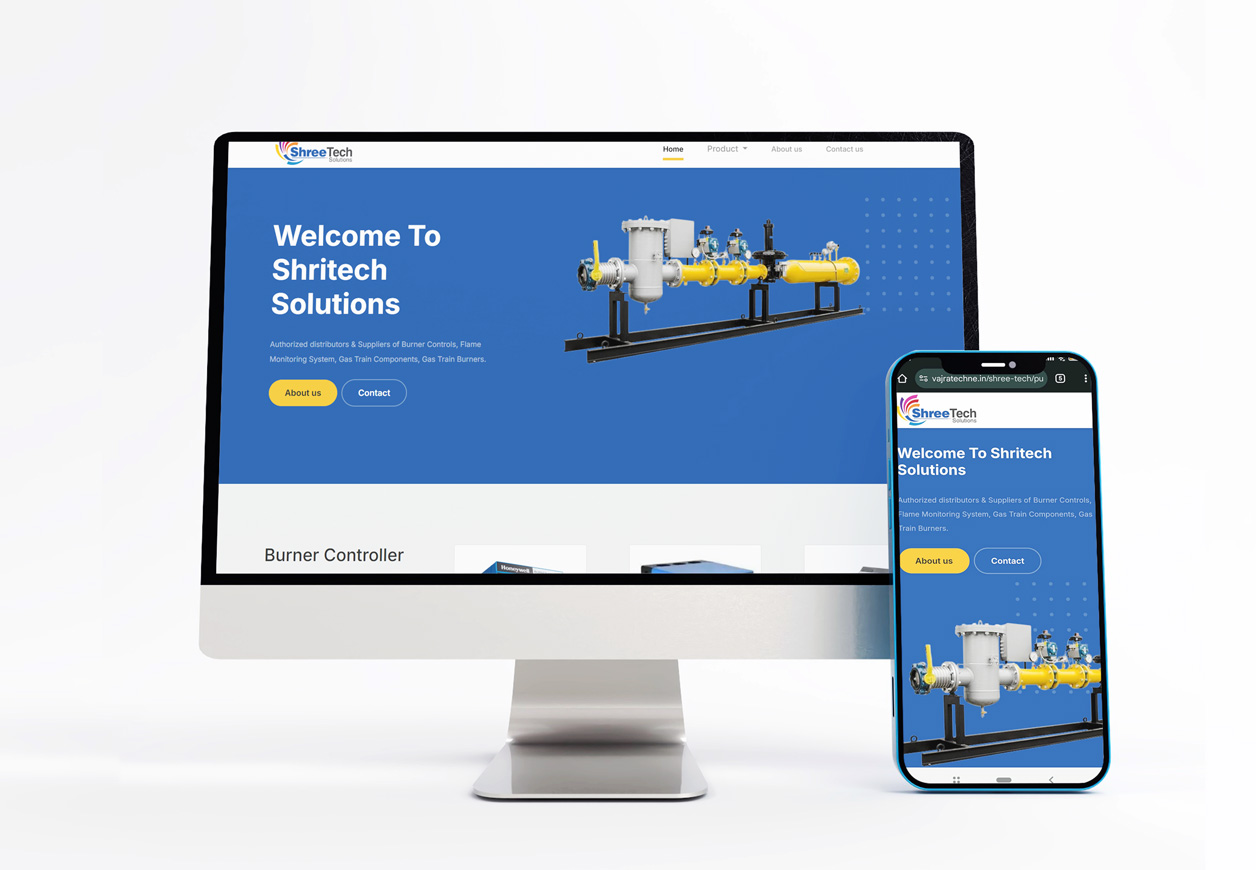 ShreeTech
Solutions
Home
Product
About us
Contact us
Welcome To
Shritech
Solutions
Authorized distributors & Suppliers of Burner Controls, Flame
Monitoring System, Gas Train Components, Gas Train Burners.
About us
Contact
Burner Controller
Honeywell
vajratechne.in/shree-tech/pu
5
ShreeTech
Solutions
Welcome To Shritech
Solutions
Authorized distributors & Suppliers of Burner Controls,
Flame Monitoring System, Gas Train Components, Gas
Train Burners.
About us
Contact